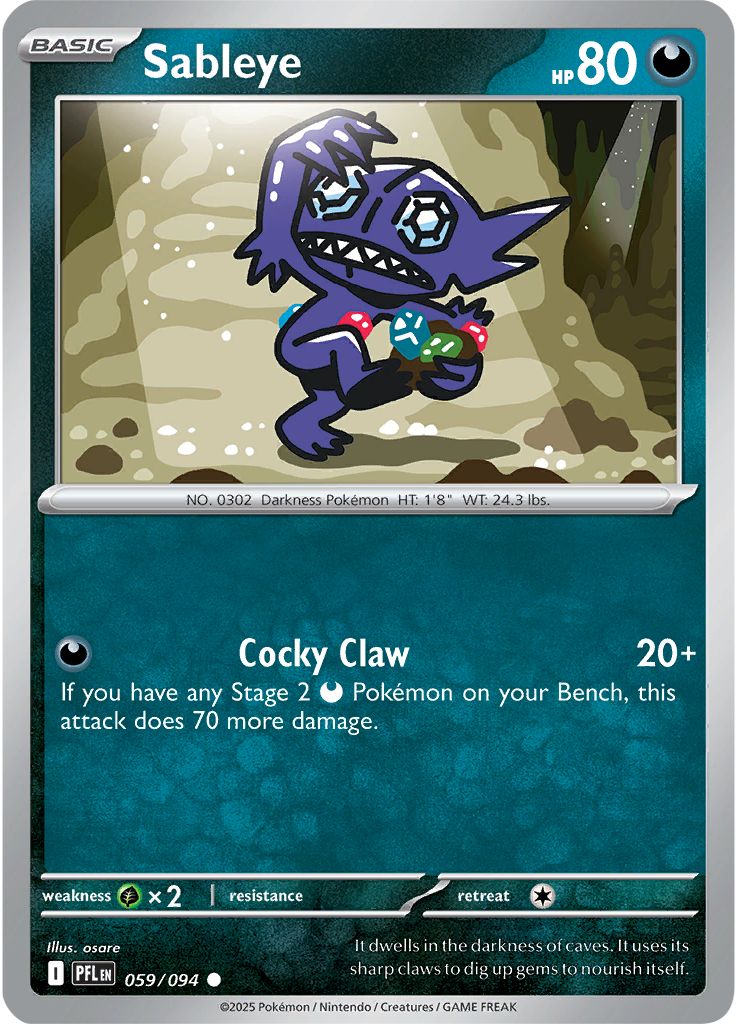 BASIC
Sableye
HP 80
NO. 0302 Darkness Pokémon HT: 1'8" WT: 24.3 lbs.
Cocky Claw 20+
If you have any Stage 2 Pokémon on your Bench, this
attack does 70 more damage.
weakness ×2 resistance retreat
Illus. osare
It dwells in the darkness of caves. It uses its
sharp claws to dig up gems to nourish itself.
I PFL EN 059/094
©2025 Pokémon / Nintendo / Creatures / GAME FREAK